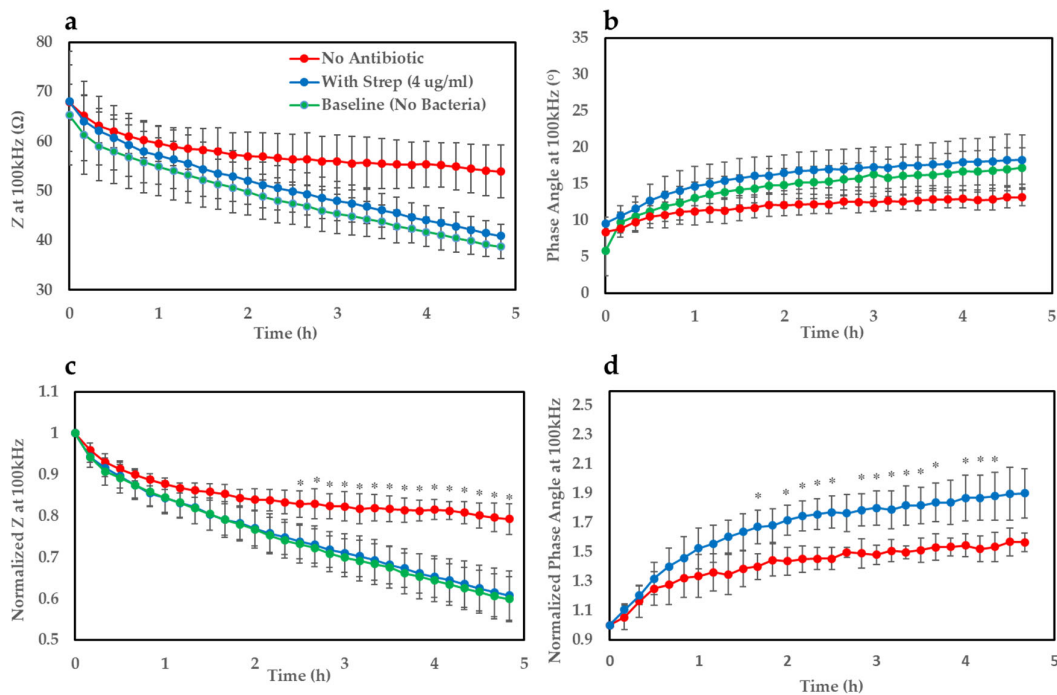 a
Z at 100kHz (Ω)
80
70
60
50
40
30
No Antibiotic
With Strep (4 ug/ml)
Baseline (No Bacteria)
0 1 2 3 4 5
Time (h)
b
Phase Angle at 100kHz (°)
35
30
25
20
15
10
5
0
0 1 2 3 4 5
Time (h)
c
Normalized Z at 100kHz
1.1
1
0.9
0.8
0.7
0.6
0.5
* * * * * * * * * * * * * * *
0 1 2 3 4 5
Time (h)
d
Normalized Phase Angle at 100kHz
2.5
2.3
2.1
1.9
1.7
1.5
1.3
1.1
0.9
* * * * * * * * * * * * *
0 1 2 3 4 5
Time (h)